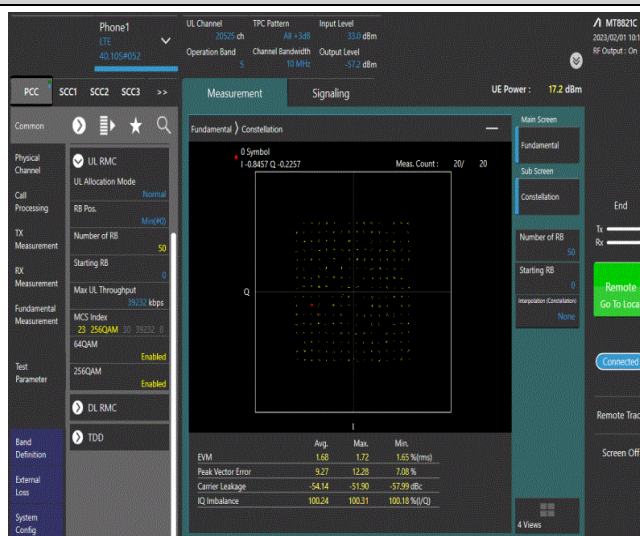 Phone1
LTE
40.105#052
UL Channel TPC Pattern Input Level
20525 ch All +3dB 33.0 dBm
Operation Band Channel Bandwidth Output Level
5 10 MHz -57.2 dBm
MT8821C
2023/02/01 10:1
RF Output : On
PCC SCC1 SCC2 SCC3 >>
Measurement Signaling
UE Power : 17.2 dBm
Common
Physical
Channel
Call
Processing
TX
Measurement
RX
Measurement
Fundamental
Measurement
Test
Parameter
Band
Definition
External
Loss
System
Config
UL RMC
UL Allocation Mode
Normal
RB Pos.
Min(#0)
Number of RB
50
Starting RB
0
Max UL Throughput
39232 kbps
MCS Index
23 256QAM 30 39232 8
64QAM
Enabled
256QAM
Enabled
DL RMC
TDD
Fundamental ⟩ Constellation
0 Symbol
I -0.8457 Q -0.2257 Meas. Count : 20/ 20
Q
I
Avg. Max. Min.
EVM 1.68 1.72 1.65 %(rms)
Peak Vector Error 9.27 12.28 7.08 %
Carrier Leakage -54.14 -51.90 -57.99 dBc
IQ Imbalance 100.24 100.31 100.18 %(I/Q)
Main Screen
Fundamental
Sub Screen
Constellation
Number of RB
50
Starting RB
0
Interpolation (Constellation)
None
4 Views
End
Tx
Rx
Remote
Go To Loca
Connected
Remote Trac
Screen Off